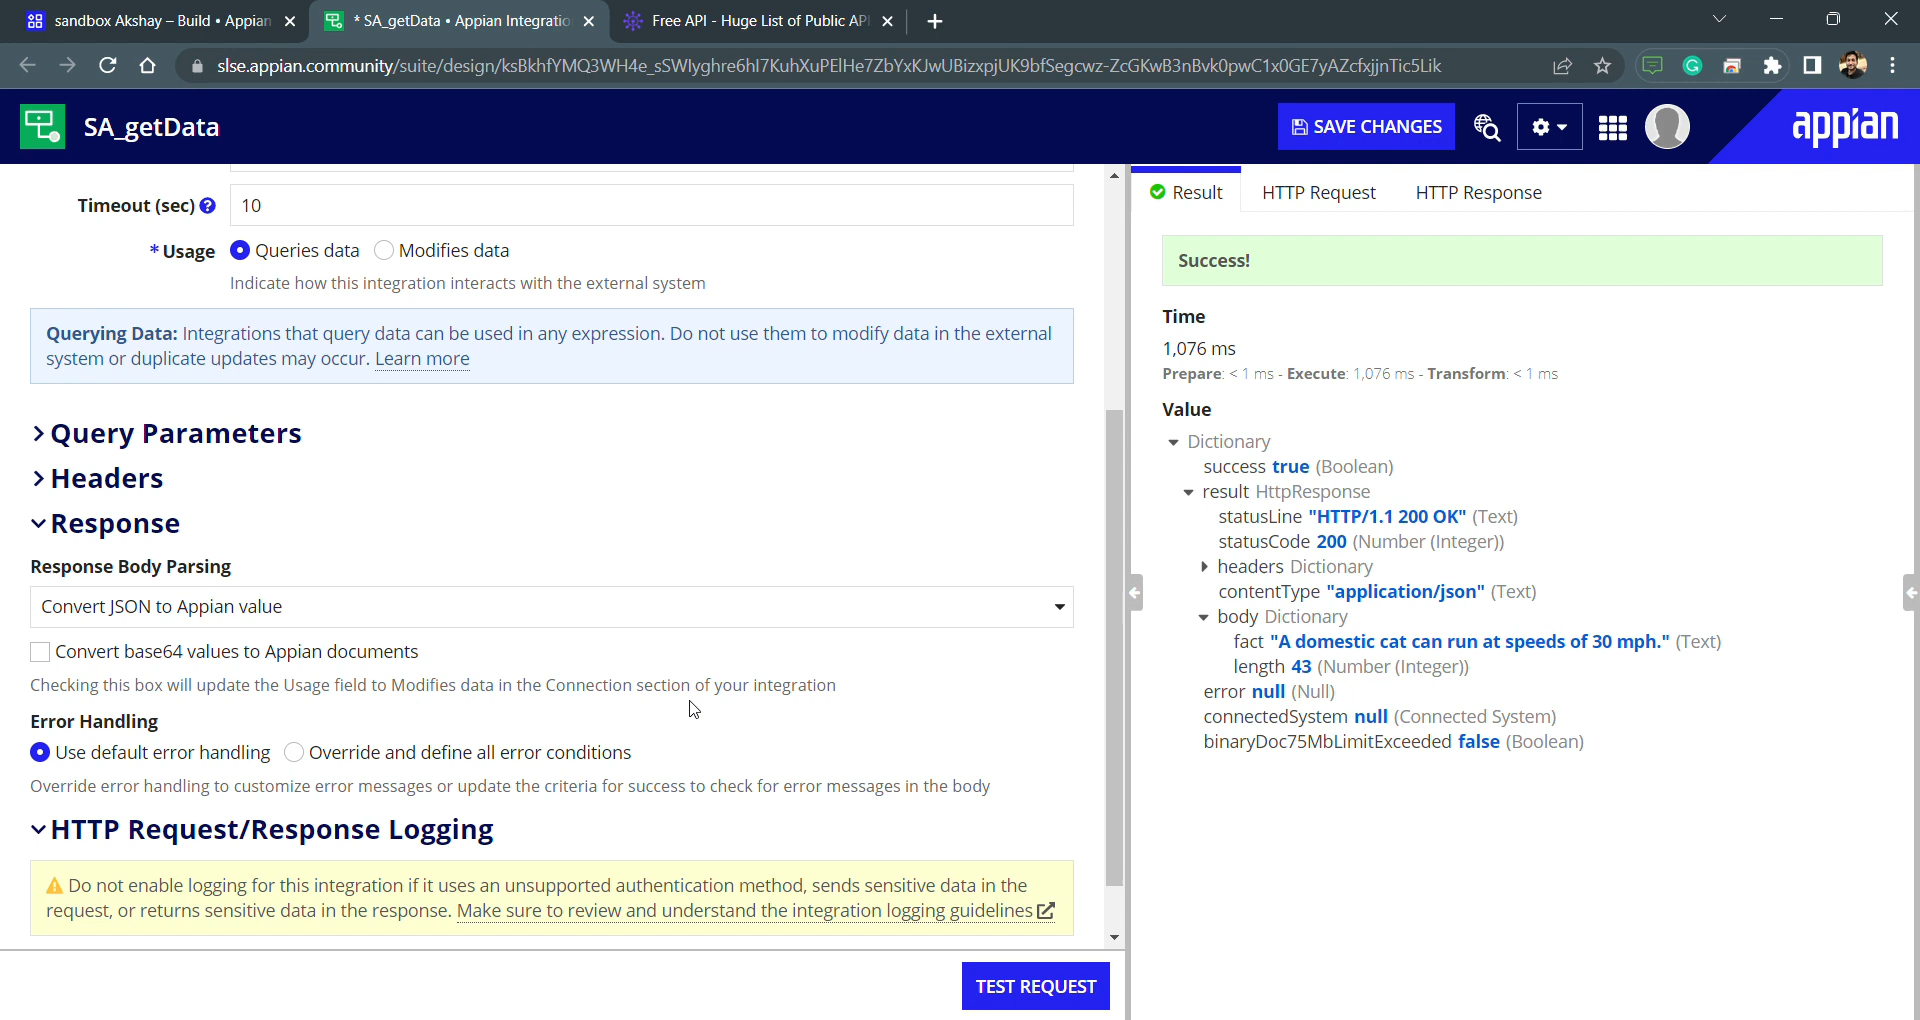 sandbox Akshay – Build • Appian
* SA_getData • Appian Integratio
Free API - Huge List of Public AP
SA_getData
SAVE CHANGES
appian
Timeout (sec)
10
* Usage
Queries data
Modifies data
Indicate how this integration interacts with the external system
Querying Data: Integrations that query data can be used in any expression. Do not use them to modify data in the external
system or duplicate updates may occur. Learn more
Query Parameters
Headers
Response
Response Body Parsing
Convert JSON to Appian value
Convert base64 values to Appian documents
Checking this box will update the Usage field to Modifies data in the Connection section of your integration
Error Handling
Use default error handling
Override and define all error conditions
Override error handling to customize error messages or update the criteria for success to check for error messages in the body
HTTP Request/Response Logging
Do not enable logging for this integration if it uses an unsupported authentication method, sends sensitive data in the
request, or returns sensitive data in the response. Make sure to review and understand the integration logging guidelines
TEST REQUEST
Result
HTTP Request
HTTP Response
Success!
Time
1,076 ms
Prepare: < 1 ms - Execute: 1,076 ms - Transform: < 1 ms
Value
Dictionary
success true (Boolean)
result HttpResponse
statusLine "HTTP/1.1 200 OK" (Text)
statusCode 200 (Number (Integer))
headers Dictionary
contentType "application/json" (Text)
body Dictionary
fact "A domestic cat can run at speeds of 30 mph." (Text)
length 43 (Number (Integer))
error null (Null)
connectedSystem null (Connected System)
binaryDoc75MbLimitExceeded false (Boolean)